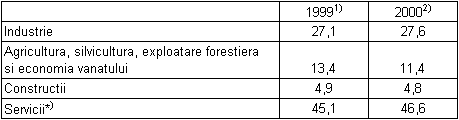 1999¹⁾ 2000²⁾
Industrie 27,1 27,6
Agricultura, silvicultura, exploatare forestiera
si economia vanatului 13,4 11,4
Constructii 4,9 4,8
Servicii*⁾ 45,1 46,6